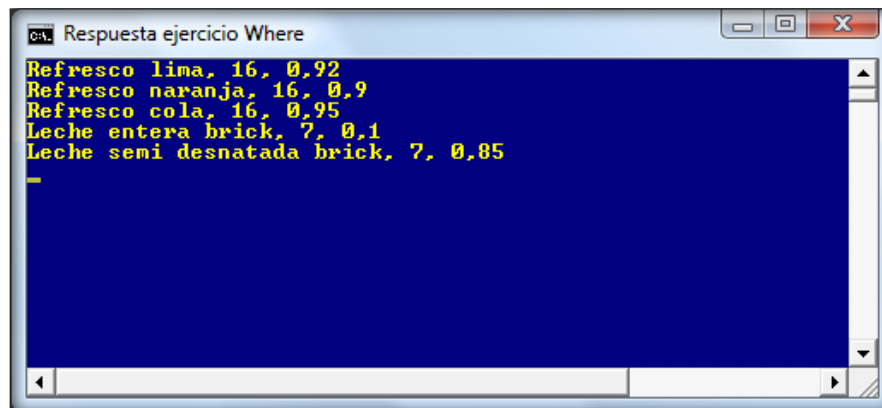 C:\.
Respuesta ejercicio Where
Refresco lima, 16, 0,92
Refresco naranja, 16, 0,9
Refresco cola, 16, 0,95
Leche entera brick, 7, 0,1
Leche semi desnatada brick, 7, 0,85